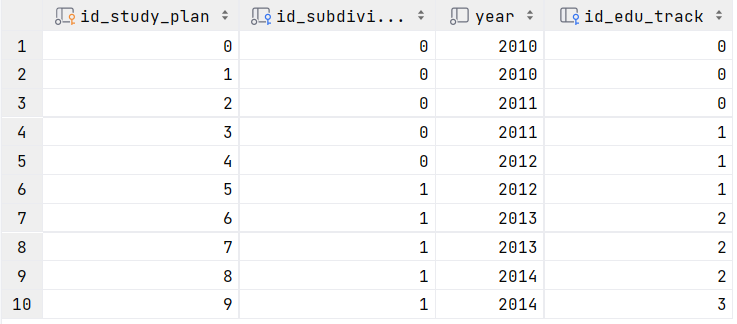 id_study_plan id_subdivi... year id_edu_track
1 0 0 2010 0
2 1 0 2010 0
3 2 0 2011 0
4 3 0 2011 1
5 4 0 2012 1
6 5 1 2012 1
7 6 1 2013 2
8 7 1 2013 2
9 8 1 2014 2
10 9 1 2014 3